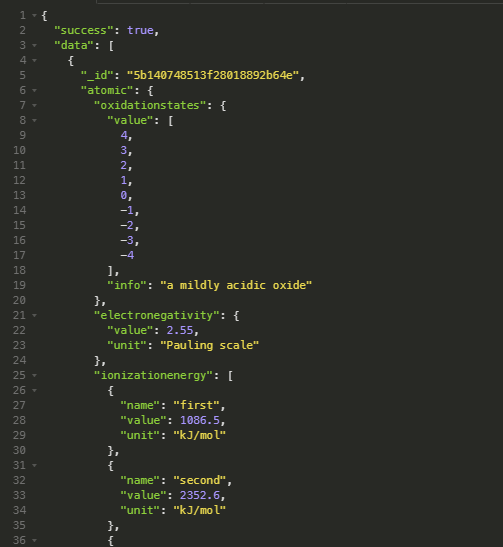 1 {
2 "success": true,
3 "data": [
4 {
5 "_id": "5b140748513f28018892b64e",
6 "atomic": {
7 "oxidationstates": {
8 "value": [
9 4,
10 3,
11 2,
12 1,
13 0,
14 -1,
15 -2,
16 -3,
17 -4
18 ],
19 "info": "a mildly acidic oxide"
20 },
21 "electronegativity": {
22 "value": 2.55,
23 "unit": "Pauling scale"
24 },
25 "ionizationenergy": [
26 {
27 "name": "first",
28 "value": 1086.5,
29 "unit": "kJ/mol"
30 },
31 {
32 "name": "second",
33 "value": 2352.6,
34 "unit": "kJ/mol"
35 },
36 {